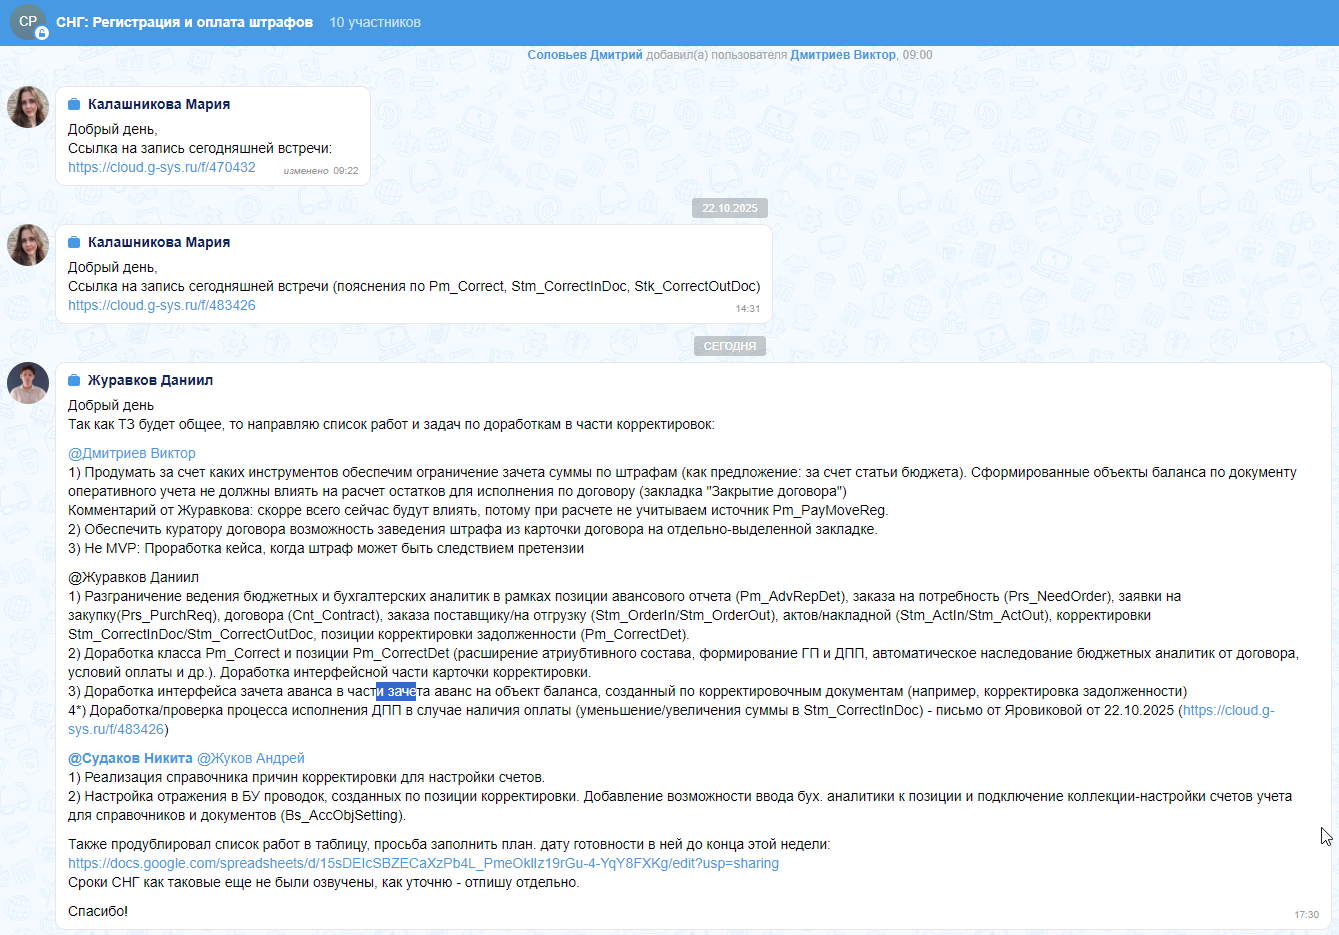 СР СНГ: Регистрация и оплата штрафов 10 участников
Соловьев Дмитрий добавил(а) пользователя Дмитриев Виктор, 09:00
Калашникова Мария
Добрый день,
Ссылка на запись сегодняшней встречи:
https://cloud.g-sys.ru/f/470432 изменено 09:22
22.10.2025
Калашникова Мария
Добрый день,
Ссылка на запись сегодняшней встречи (пояснения по Pm_Correct, Stm_CorrectInDoc, Stk_CorrectOutDoc)
https://cloud.g-sys.ru/f/483426
14:31
СЕГОДНЯ
Журавков Даниил
Добрый день
Так как ТЗ будет общее, то направляю список работ и задач по доработкам в части корректировок:
@Дмитриев Виктор
1) Продумать за счет каких инструментов обеспечим ограничение зачета суммы по штрафам (как предложение: за счет статьи бюджета). Сформированные объекты баланса по документу
оперативного учета не должны влиять на расчет остатков для исполнения по договору (закладка "Закрытие договора")
Комментарий от Журавкова: скорре всего сейчас будут влиять, потому при расчете не учитываем источник Pm_PayMoveReg.
2) Обеспечить куратору договора возможность заведения штрафа из карточки договора на отдельно-выделенной закладке.
3) Не MVP: Проработка кейса, когда штраф может быть следствием претензии
@Журавков Даниил
1) Разграничение ведения бюджетных и бухгалтерских аналитик в рамках позиции авансового отчета (Pm_AdvRepDet), заказа на потребность (Prs_NeedOrder), заявки на
закупку(Prs_PurchReq), договора (Cnt_Contract), заказа поставщику/на отгрузку (Stm_OrderIn/Stm_OrderOut), актов/накладной (Stm_ActIn/Stm_ActOut), корректировки
Stm_CorrectInDoc/Stm_CorrectOutDoc, позиции корректировки задолженности (Pm_CorrectDet).
2) Доработка класса Pm_Correct и позиции Pm_CorrectDet (расширение атриубтивного состава, формирование ГП и ДПП, автоматическое наследование бюджетных аналитик от договора,
условий оплаты и др.). Доработка интерфейсной части карточки корректировки.
3) Доработка интерфейса зачета аванса в части зачета аванс на объект баланса, созданный по корректировочным документам (например, корректировка задолженности)
4*) Доработка/проверка процесса исполнения ДПП в случае наличия оплаты (уменьшение/увеличения суммы в Stm_CorrectInDoc) - письмо от Яровиковой от 22.10.2025 (https://cloud.g-
sys.ru/f/483426)
@Судаков Никита @Жуков Андрей
1) Реализация справочника причин корректировки для настройки счетов.
2) Настройка отражения в БУ проводок, созданных по позиции корректировки. Добавление возможности ввода бух. аналитики к позиции и подключение коллекции-настройки счетов учета
для справочников и документов (Bs_AccObjSetting).
Также продублировал список работ в таблицу, просьба заполнить план. дату готовности в ней до конца этой недели:
https://docs.google.com/spreadsheets/d/15sDEIcSBZECaXzPb4L_PmeOkIIz19rGu-4-YqY8FXKg/edit?usp=sharing
Сроки СНГ как таковые еще не были озвучены, как уточню - отпишу отдельно.
Спасибо!
17:30